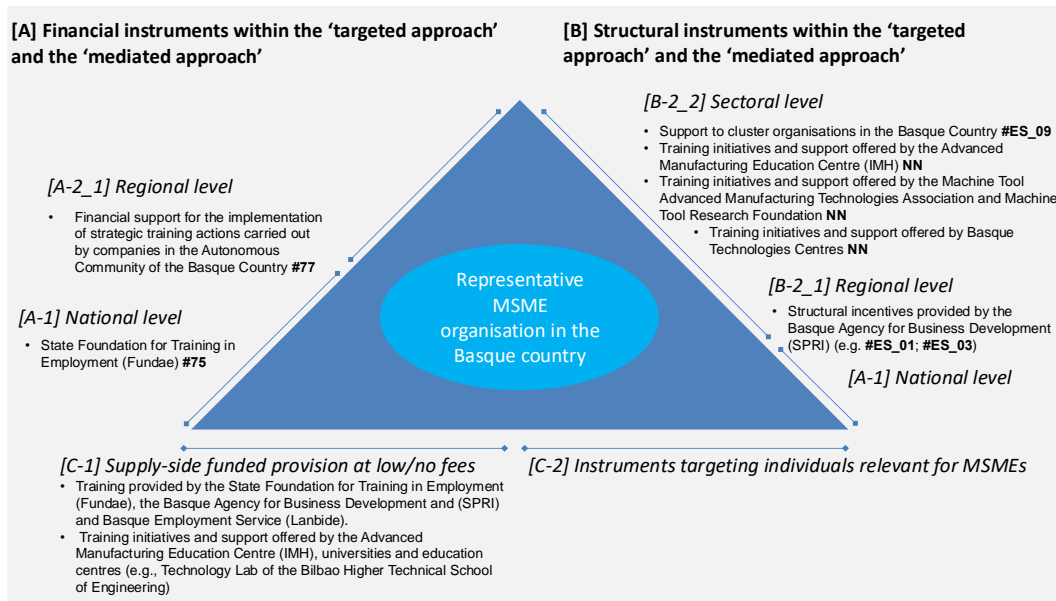 [A] Financial instruments within the ‘targeted approach’
and the ‘mediated approach’
[B] Structural instruments within the ‘targeted
approach’ and the ‘mediated approach’
[B-2_2] Sectoral level
• Support to cluster organisations in the Basque Country #ES_09
• Training initiatives and support offered by the Advanced
Manufacturing Education Centre (IMH) NN
• Training initiatives and support offered by the Machine Tool
Advanced Manufacturing Technologies Association and Machine
Tool Research Foundation NN
• Training initiatives and support offered by Basque
Technologies Centres NN
[A-2_1] Regional level
• Financial support for the implementation
of strategic training actions carried out
by companies in the Autonomous
Community of the Basque Country #77
[B-2_1] Regional level
• Structural incentives provided by the
Basque Agency for Business Development
(SPRI) (e.g. #ES_01; #ES_03)
[A-1] National level
• State Foundation for Training in
Employment (Fundae) #75
Representative
MSME
organisation in the
Basque country
[A-1] National level
[C-1] Supply-side funded provision at low/no fees
• Training provided by the State Foundation for Training in Employment
(Fundae), the Basque Agency for Business Development and (SPRI)
and Basque Employment Service (Lanbide).
• Training initiatives and support offered by the Advanced
Manufacturing Education Centre (IMH), universities and education
centres (e.g., Technology Lab of the Bilbao Higher Technical School
of Engineering)
[C-2] Instruments targeting individuals relevant for MSMEs